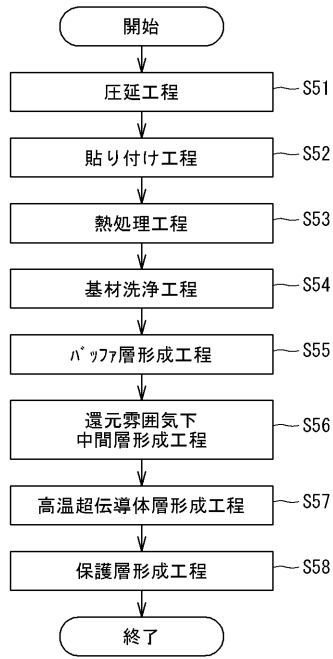 開始
圧延工程 S51
貼り付け工程 S52
熱処理工程 S53
基材洗浄工程 S54
ﾊﾞｯﾌｧ層形成工程 S55
還元雰囲気下
中間層形成工程 S56
高温超伝導体層形成工程 S57
保護層形成工程 S58
終了